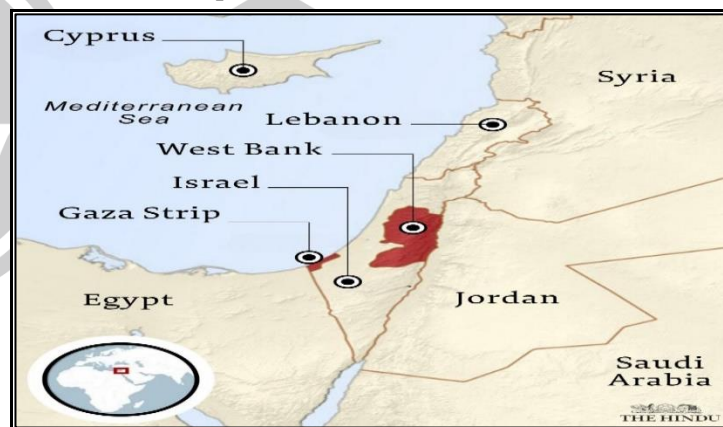 Cyprus
Syria
Mediterranean
Sea
Lebanon
West Bank
Israel
Gaza Strip
Egypt
Jordan
Saudi
Arabia
THE HINDU